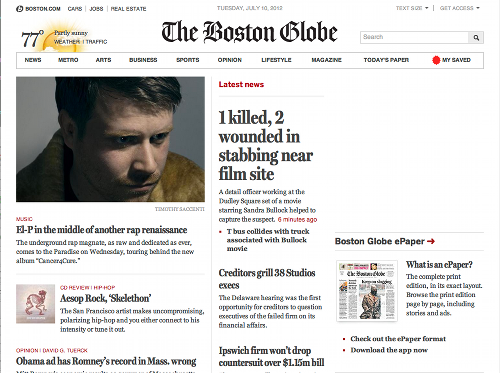 BOSTON.COM CARS JOBS REAL ESTATE
TUESDAY, JULY 10, 2012
TEXT SIZE GET ACCESS
77° Partly sunny
WEATHER | TRAFFIC
The Boston Globe
Search
NEWS METRO ARTS BUSINESS SPORTS OPINION LIFESTYLE MAGAZINE TODAY'S PAPER MY SAVED
TIMOTHY SACCENTI
MUSIC
El-P in the middle of another rap renaissance
The underground rap magnate, as raw and dedicated as ever,
comes to the Paradise on Wednesday, touring behind the new
album "Cancer4Cure."
CD REVIEW | HIP-HOP
Aesop Rock, 'Skelethon'
The San Francisco artist makes uncompromising,
polarizing hip-hop and you either connect to his
intensity or tune it out.
OPINION | DAVID G. TUERCK
Obama ad has Romney's record in Mass. wrong
Latest news
1 killed, 2
wounded in
stabbing near
film site
A detail officer working at the
Dudley Square set of a movie
starring Sandra Bullock helped to
capture the suspect. 6 minutes ago
T bus collides with truck
associated with Bullock
movie
Creditors grill 38 Studios
execs
The Delaware hearing was the first
opportunity for creditors to question
executives of the failed firm on its
financial affairs.
Ipswich firm won't drop
countersuit over $1.15m bill
Boston Globe ePaper
The Boston Globe
What is an ePaper?
The complete print
edition, in its exact layout.
Browse the print edition
page by page, including
stories and ads.
Check out the ePaper format
Download the app now